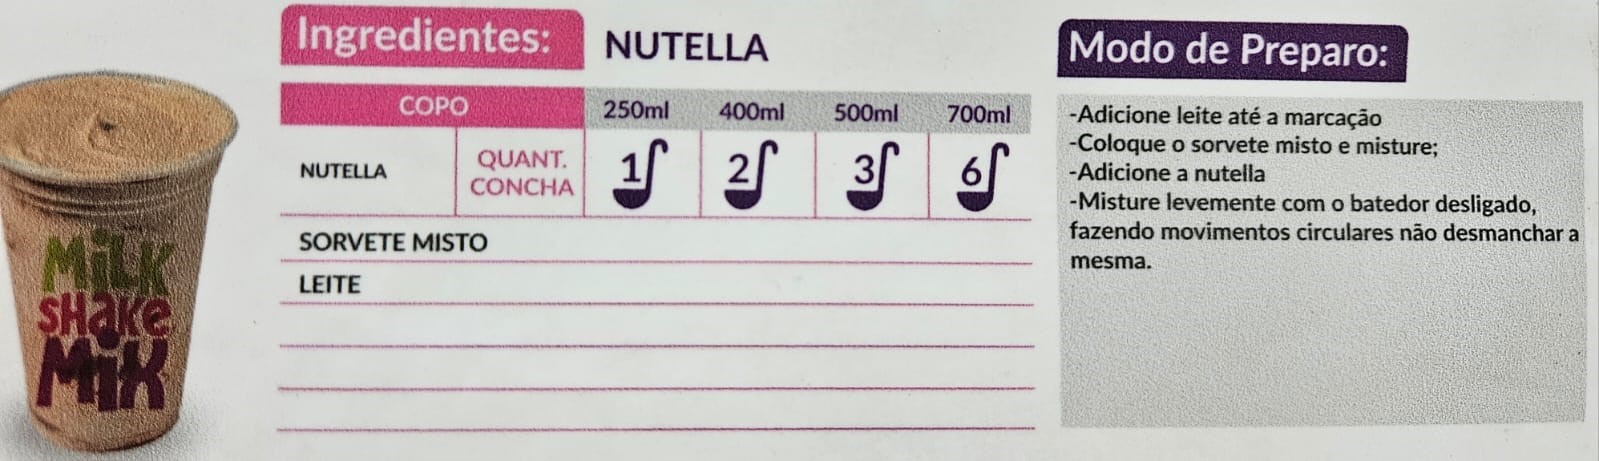 Ingredientes: NUTELLA
COPO 250ml 400ml 500ml 700ml
NUTELLA QUANT. CONCHA 1 2 3 6
SORVETE MISTO
LEITE
Modo de Preparo:
-Adicione leite até a marcação
-Coloque o sorvete misto e misture;
-Adicione a nutella
-Misture levemente com o batedor desligado,
fazendo movimentos circulares não desmanchar a
mesma.
MiLK
SHaKe
MiX